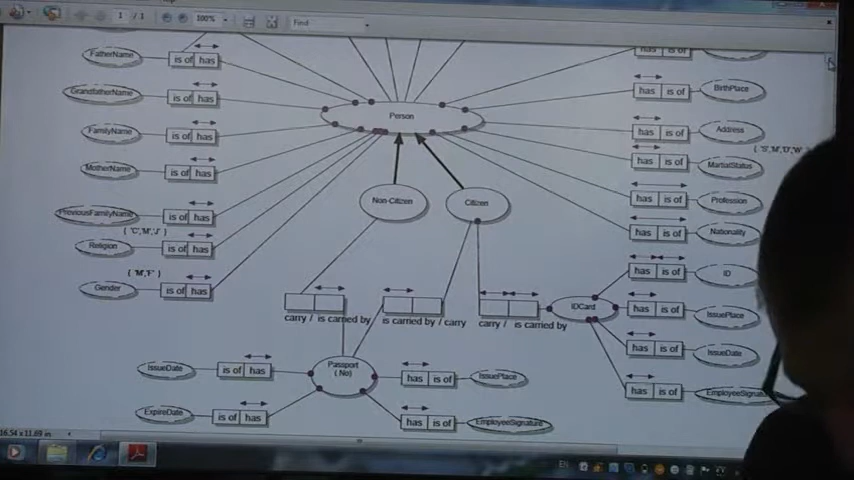 1 / 1
100%
Find
FatherName
is of has
has is of
GrandfatherName
is of has
Person
has is of
BirthPlace
FamilyName
is of has
has is of
Address
MotherName
is of has
has is of
MartialStatus
Non-Citizen
Citizen
has is of
Profession
PreviousFamilyName
is of has
{ 'C','M','J' }
has is of
Nationality
Religion
is of has
{ 'M','F' }
has is of
ID
Gender
is of has
carry / is carried by
is carried by / carry
carry / is carried by
IDCard
has is of
IssuePlace
has is of
IssueDate
IssueDate
is of has
Passport
( No)
has is of
IssuePlace
has is of
ExpireDate
is of has
has is of
EmployeeSignature
16.54 x 11.69 in
EN